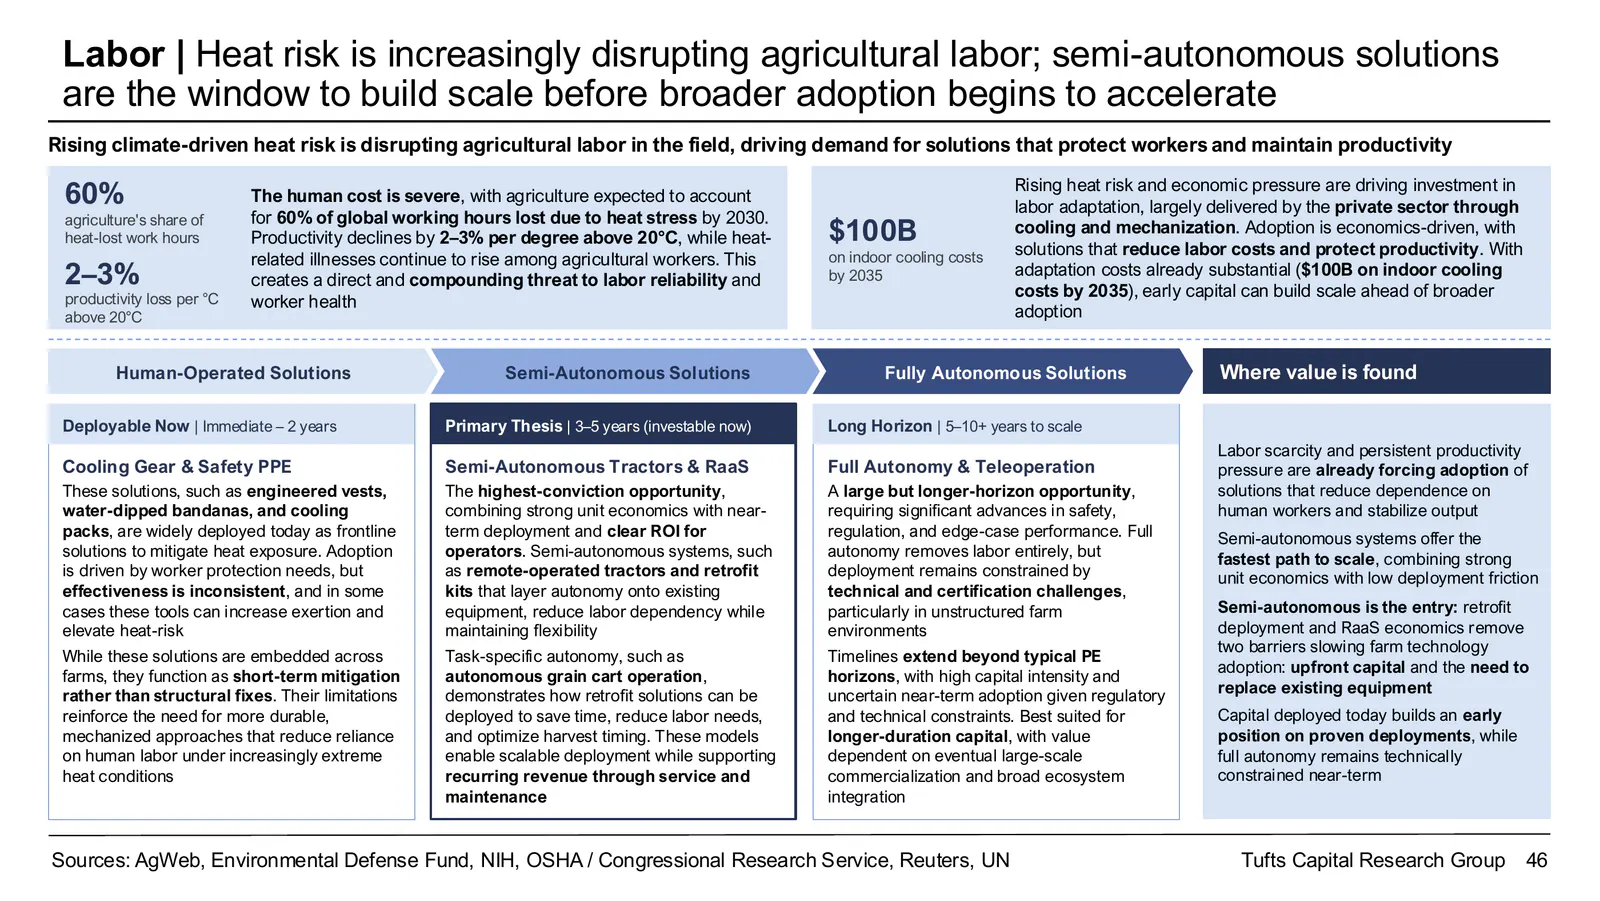 Labor | Heat risk is increasingly disrupting agricultural labor; semi-autonomous solutions
are the window to build scale before broader adoption begins to accelerate
Rising climate-driven heat risk is disrupting agricultural labor in the field, driving demand for solutions that protect workers and maintain productivity
60%
agriculture's share of
heat-lost work hours
2–3%
productivity loss per °C
above 20°C
The human cost is severe, with agriculture expected to account
for 60% of global working hours lost due to heat stress by 2030.
Productivity declines by 2–3% per degree above 20°C, while heat-
related illnesses continue to rise among agricultural workers. This
creates a direct and compounding threat to labor reliability and
worker health
$100B
on indoor cooling costs
by 2035
Rising heat risk and economic pressure are driving investment in
labor adaptation, largely delivered by the private sector through
cooling and mechanization. Adoption is economics-driven, with
solutions that reduce labor costs and protect productivity. With
adaptation costs already substantial ($100B on indoor cooling
costs by 2035), early capital can build scale ahead of broader
adoption
Human-Operated Solutions
Semi-Autonomous Solutions
Fully Autonomous Solutions
Where value is found
Deployable Now | Immediate – 2 years
Cooling Gear & Safety PPE
These solutions, such as engineered vests,
water-dipped bandanas, and cooling
packs, are widely deployed today as frontline
solutions to mitigate heat exposure. Adoption
is driven by worker protection needs, but
effectiveness is inconsistent, and in some
cases these tools can increase exertion and
elevate heat-risk
While these solutions are embedded across
farms, they function as short-term mitigation
rather than structural fixes. Their limitations
reinforce the need for more durable,
mechanized approaches that reduce reliance
on human labor under increasingly extreme
heat conditions
Primary Thesis | 3–5 years (investable now)
Semi-Autonomous Tractors & RaaS
The highest-conviction opportunity,
combining strong unit economics with near-
term deployment and clear ROI for
operators. Semi-autonomous systems, such
as remote-operated tractors and retrofit
kits that layer autonomy onto existing
equipment, reduce labor dependency while
maintaining flexibility
Task-specific autonomy, such as
autonomous grain cart operation,
demonstrates how retrofit solutions can be
deployed to save time, reduce labor needs,
and optimize harvest timing. These models
enable scalable deployment while supporting
recurring revenue through service and
maintenance
Long Horizon | 5–10+ years to scale
Full Autonomy & Teleoperation
A large but longer-horizon opportunity,
requiring significant advances in safety,
regulation, and edge-case performance. Full
autonomy removes labor entirely, but
deployment remains constrained by
technical and certification challenges,
particularly in unstructured farm
environments
Timelines extend beyond typical PE
horizons, with high capital intensity and
uncertain near-term adoption given regulatory
and technical constraints. Best suited for
longer-duration capital, with value
dependent on eventual large-scale
commercialization and broad ecosystem
integration
Labor scarcity and persistent productivity
pressure are already forcing adoption of
solutions that reduce dependence on
human workers and stabilize output
Semi-autonomous systems offer the
fastest path to scale, combining strong
unit economics with low deployment friction
Semi-autonomous is the entry: retrofit
deployment and RaaS economics remove
two barriers slowing farm technology
adoption: upfront capital and the need to
replace existing equipment
Capital deployed today builds an early
position on proven deployments, while
full autonomy remains technically
constrained near-term
Sources: AgWeb, Environmental Defense Fund, NIH, OSHA / Congressional Research Service, Reuters, UN
Tufts Capital Research Group 46